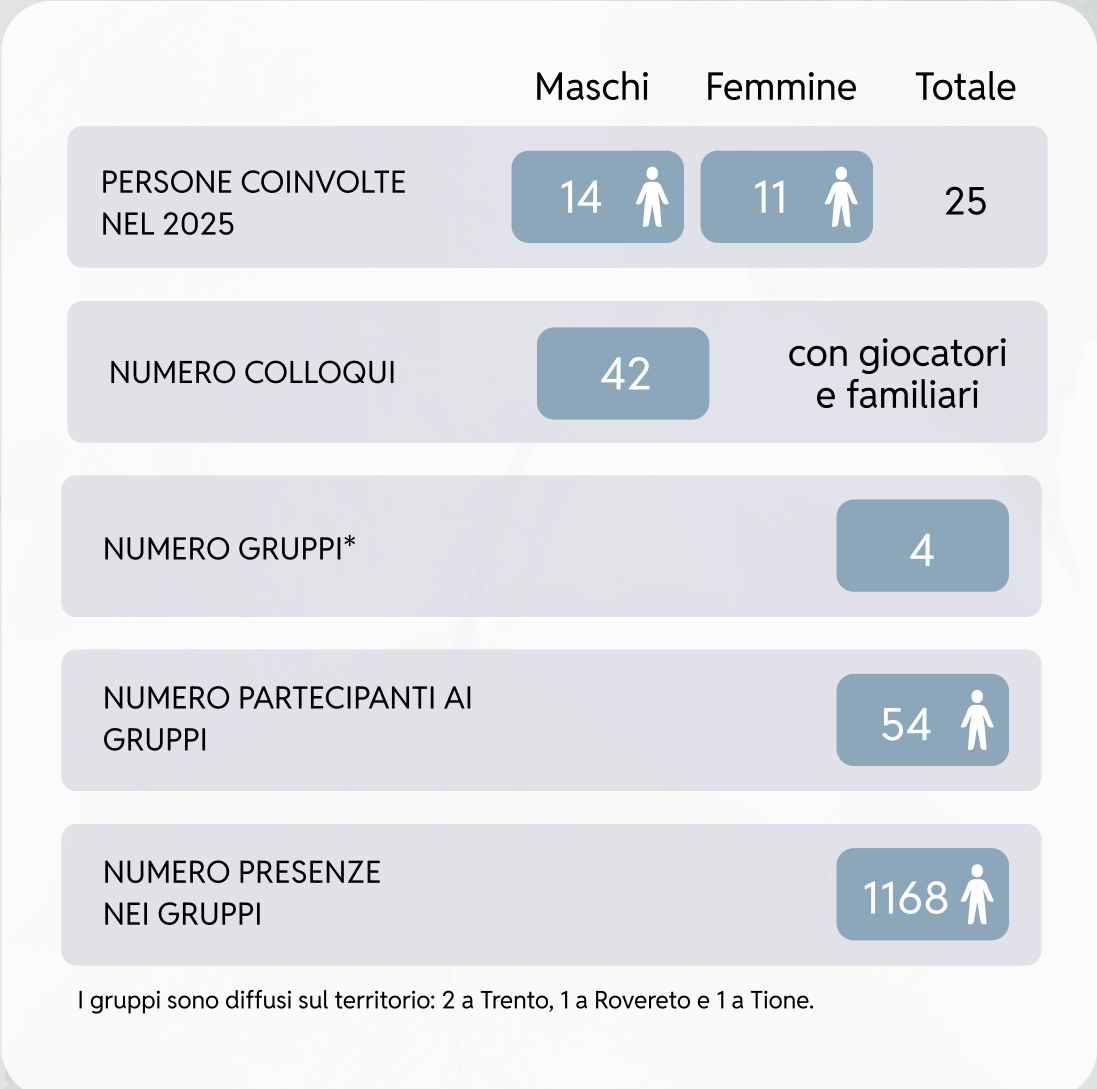 Maschi Femmine Totale
PERSONE COINVOLTE
NEL 2025
14 11 25
NUMERO COLLOQUI
42
con giocatori
e familiari
NUMERO GRUPPI*
4
NUMERO PARTECIPANTI AI
GRUPPI
54
NUMERO PRESENZE
NEI GRUPPI
1168
I gruppi sono diffusi sul territorio: 2 a Trento, 1 a Rovereto e 1 a Tione.